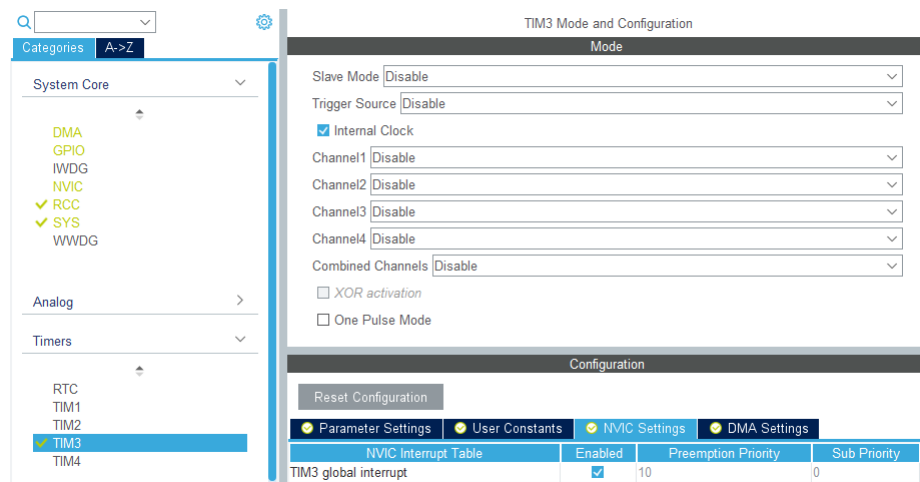 TIM3 Mode and Configuration
Categories A->Z
Mode
System Core
Slave Mode Disable
Trigger Source Disable
Internal Clock
DMA
GPIO
IWDG
NVIC
RCC
SYS
WWDG
Channel1 Disable
Channel2 Disable
Channel3 Disable
Channel4 Disable
Combined Channels Disable
XOR activation
One Pulse Mode
Analog
Timers
RTC
TIM1
TIM2
TIM3
TIM4
Configuration
Reset Configuration
Parameter Settings User Constants NVIC Settings DMA Settings
NVIC Interrupt Table Enabled Preemption Priority Sub Priority
TIM3 global interrupt 10 0